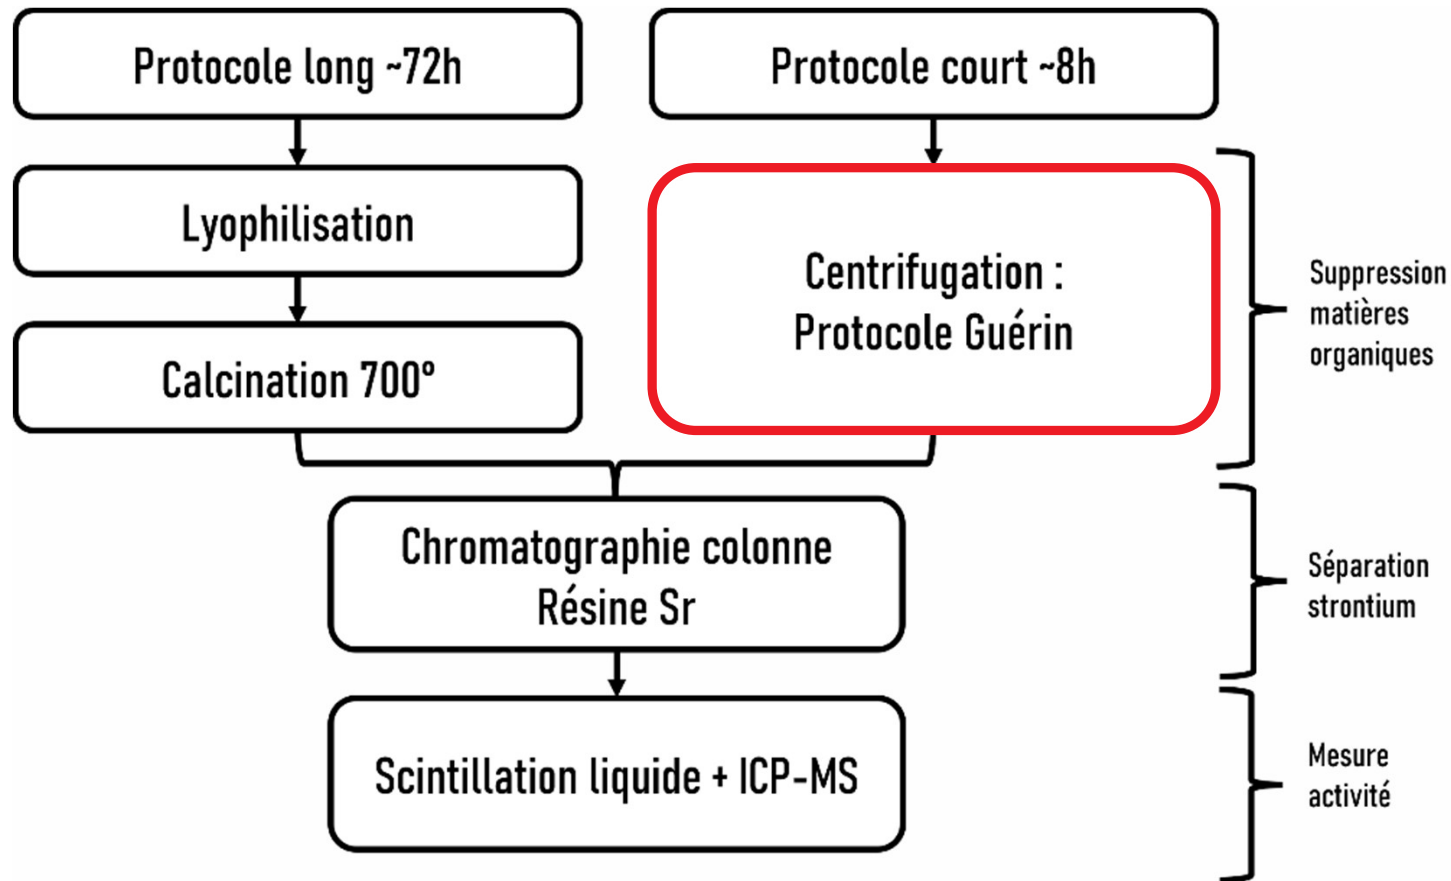 Protocole long ~72h
Protocole court ~8h
Lyophilisation
Calcination 700°
Centrifugation :
Protocole Guérin
Suppression
matières
organiques
Chromatographie colonne
Résine Sr
Séparation
strontium
Scintillation liquide + ICP-MS
Mesure
activité